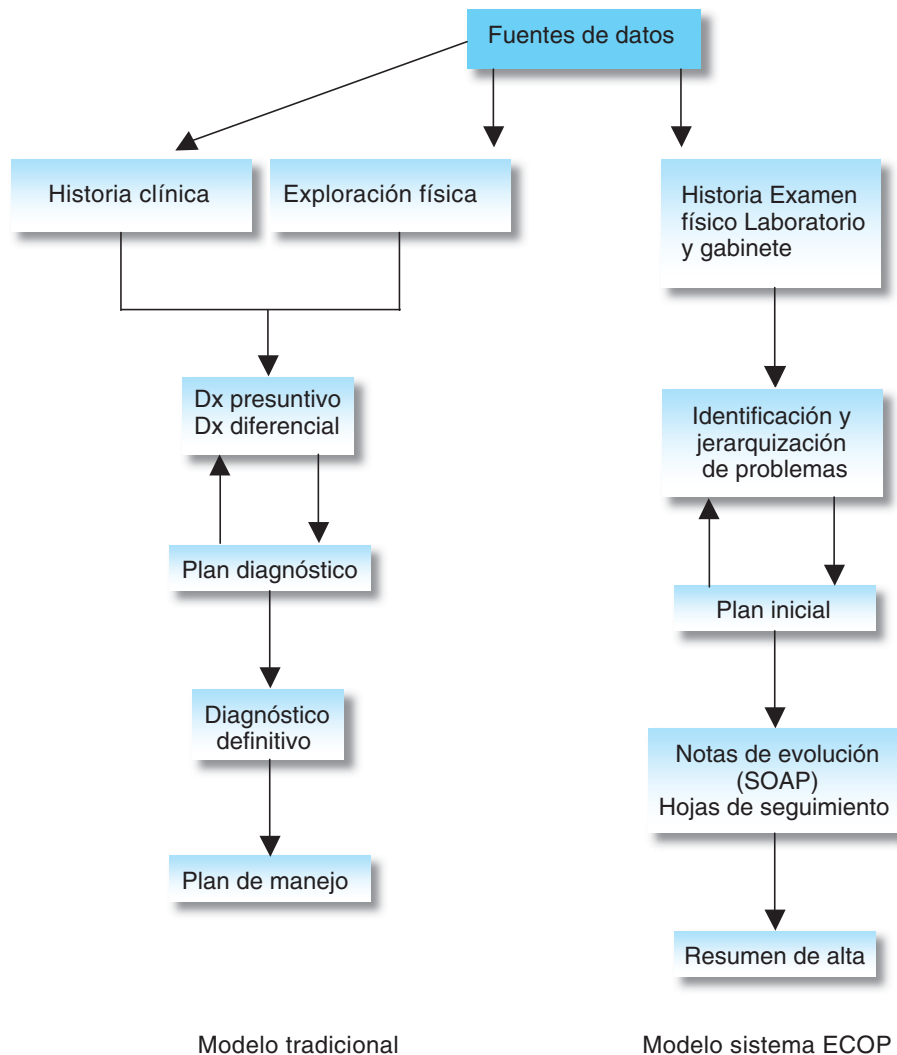 Fuentes de datos
Historia clínica
Exploración física
Historia Examen
físico Laboratorio
y gabinete
Dx presuntivo
Dx diferencial
Identificación y
jerarquización
de problemas
Plan diagnóstico
Plan inicial
Diagnóstico
definitivo
Notas de evolución
(SOAP)
Hojas de seguimiento
Plan de manejo
Resumen de alta
Modelo tradicional
Modelo sistema ECOP